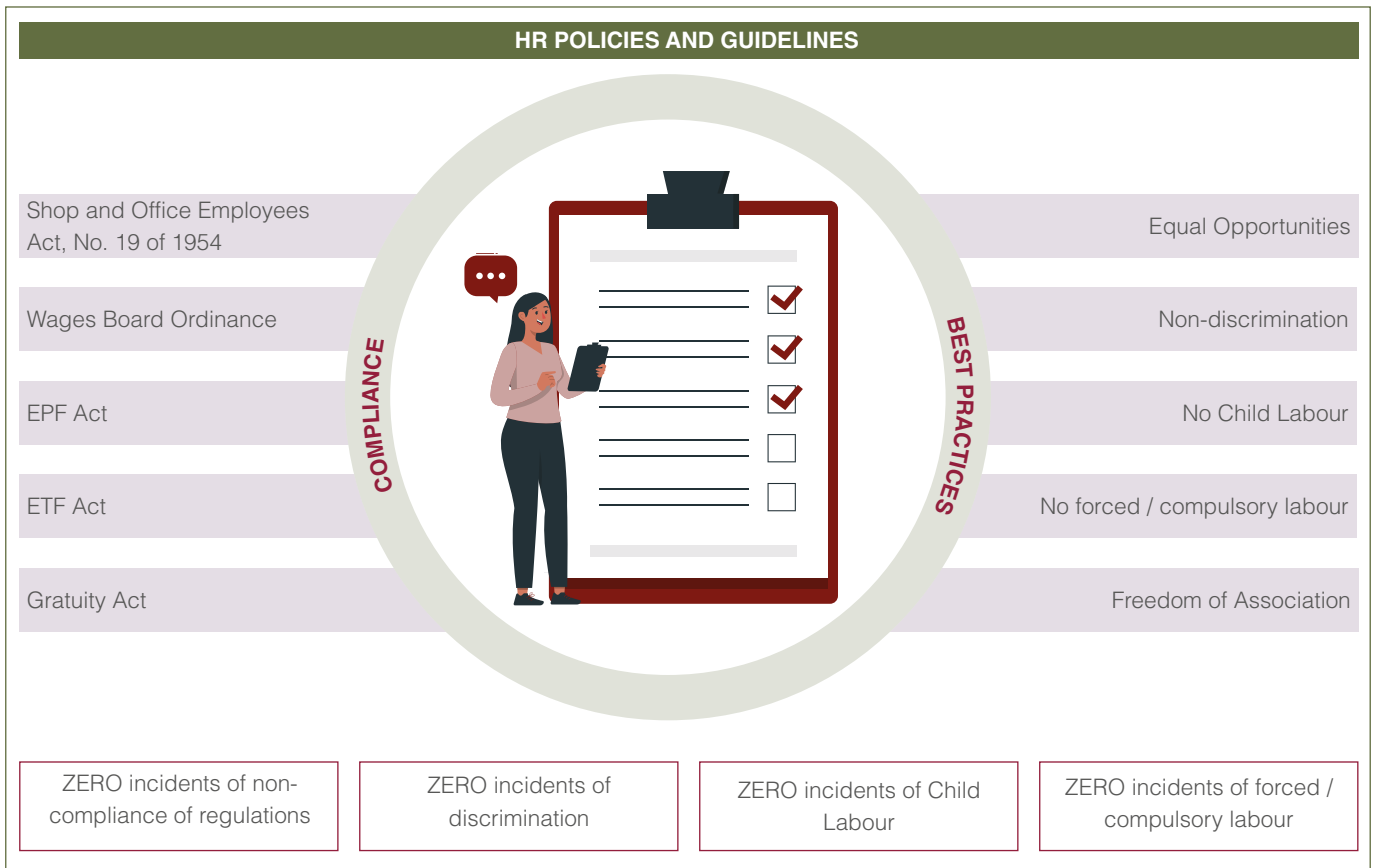 HR POLICIES AND GUIDELINES
Shop and Office Employees
Act, No. 19 of 1954
Wages Board Ordinance
EPF Act
ETF Act
Gratuity Act
COMPLIANCE
BEST PRACTICES
Equal Opportunities
Non-discrimination
No Child Labour
No forced / compulsory labour
Freedom of Association
ZERO incidents of non-
compliance of regulations
ZERO incidents of
discrimination
ZERO incidents of Child
Labour
ZERO incidents of forced /
compulsory labour